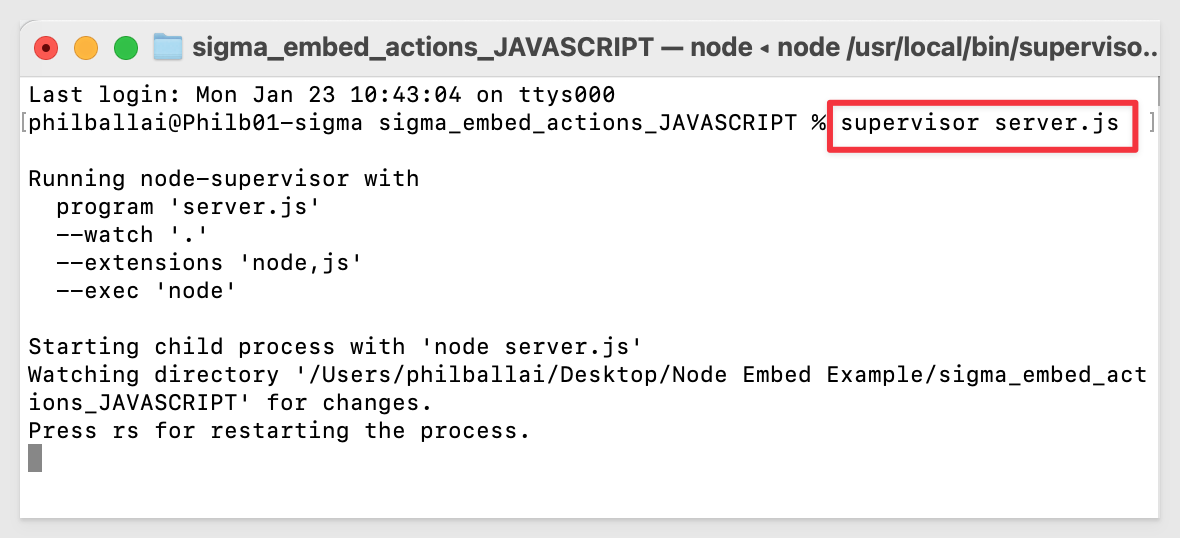 sigma_embed_actions_JAVASCRIPT — node ◂ node /usr/local/bin/superviso...
Last login: Mon Jan 23 10:43:04 on ttys000
[philballai@Philb01-sigma sigma_embed_actions_JAVASCRIPT % supervisor server.js ]
Running node-supervisor with
  program 'server.js'
  --watch '.'
  --extensions 'node,js'
  --exec 'node'
Starting child process with 'node server.js'
Watching directory '/Users/philballai/Desktop/Node Embed Example/sigma_embed_act
ions_JAVASCRIPT' for changes.
Press rs for restarting the process.